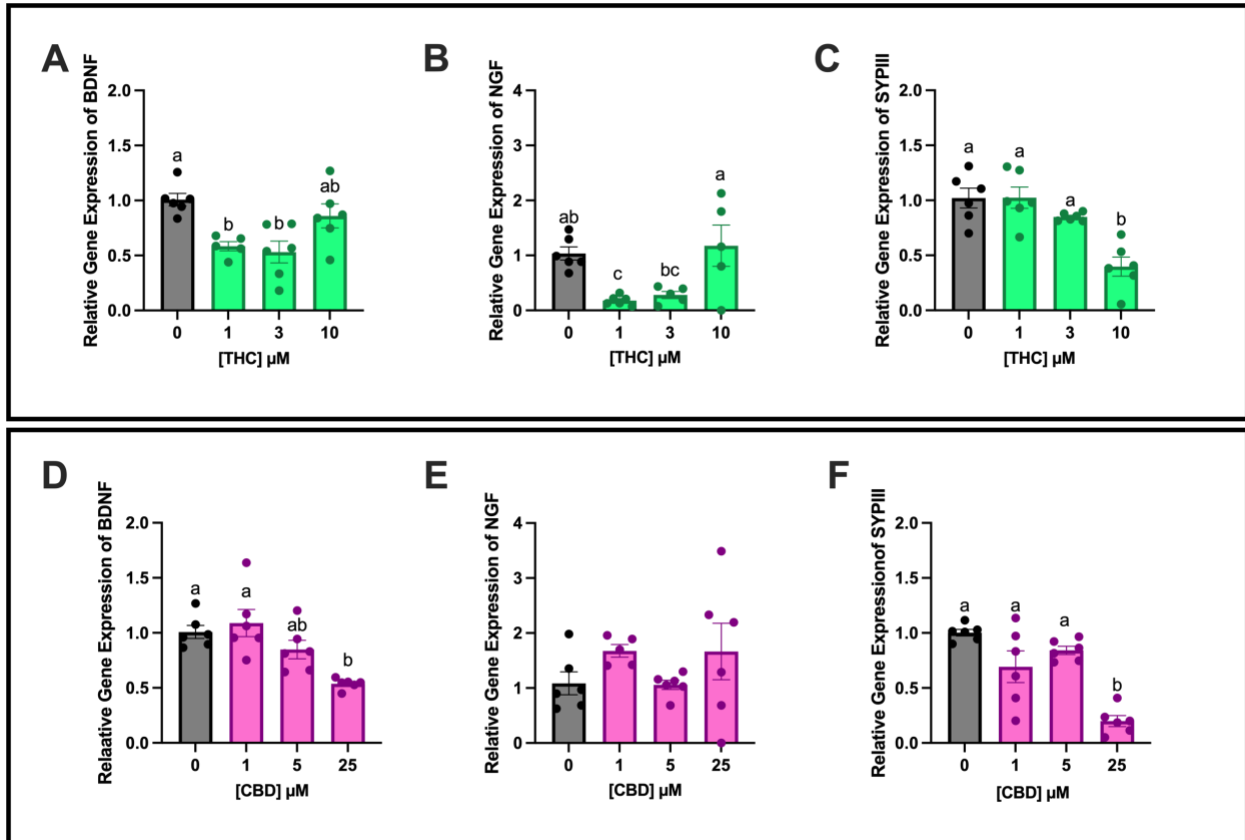 A
Relative Gene Expression of BDNF
2.0
1.5
1.0
0.5
0.0
a
b
b
ab
0 1 3 10
[THC] µM
B
Relative Gene Expression of NGF
4
3
2
1
0
ab
c
bc
a
0 1 3 10
[THC] µM
C
Relative Gene Expression of SYPIII
2.0
1.5
1.0
0.5
0.0
a
a
a
b
0 1 3 10
[THC] µM
D
Relaative Gene Expression of BDNF
2.0
1.5
1.0
0.5
0.0
a
a
ab
b
0 1 5 25
[CBD] µM
E
Relative Gene Expression of NGF
4
3
2
1
0
0 1 5 25
[CBD] µM
F
Relative Gene Expressionof SYPIII
2.0
1.5
1.0
0.5
0.0
a
a
a
b
0 1 5 25
[CBD] µM